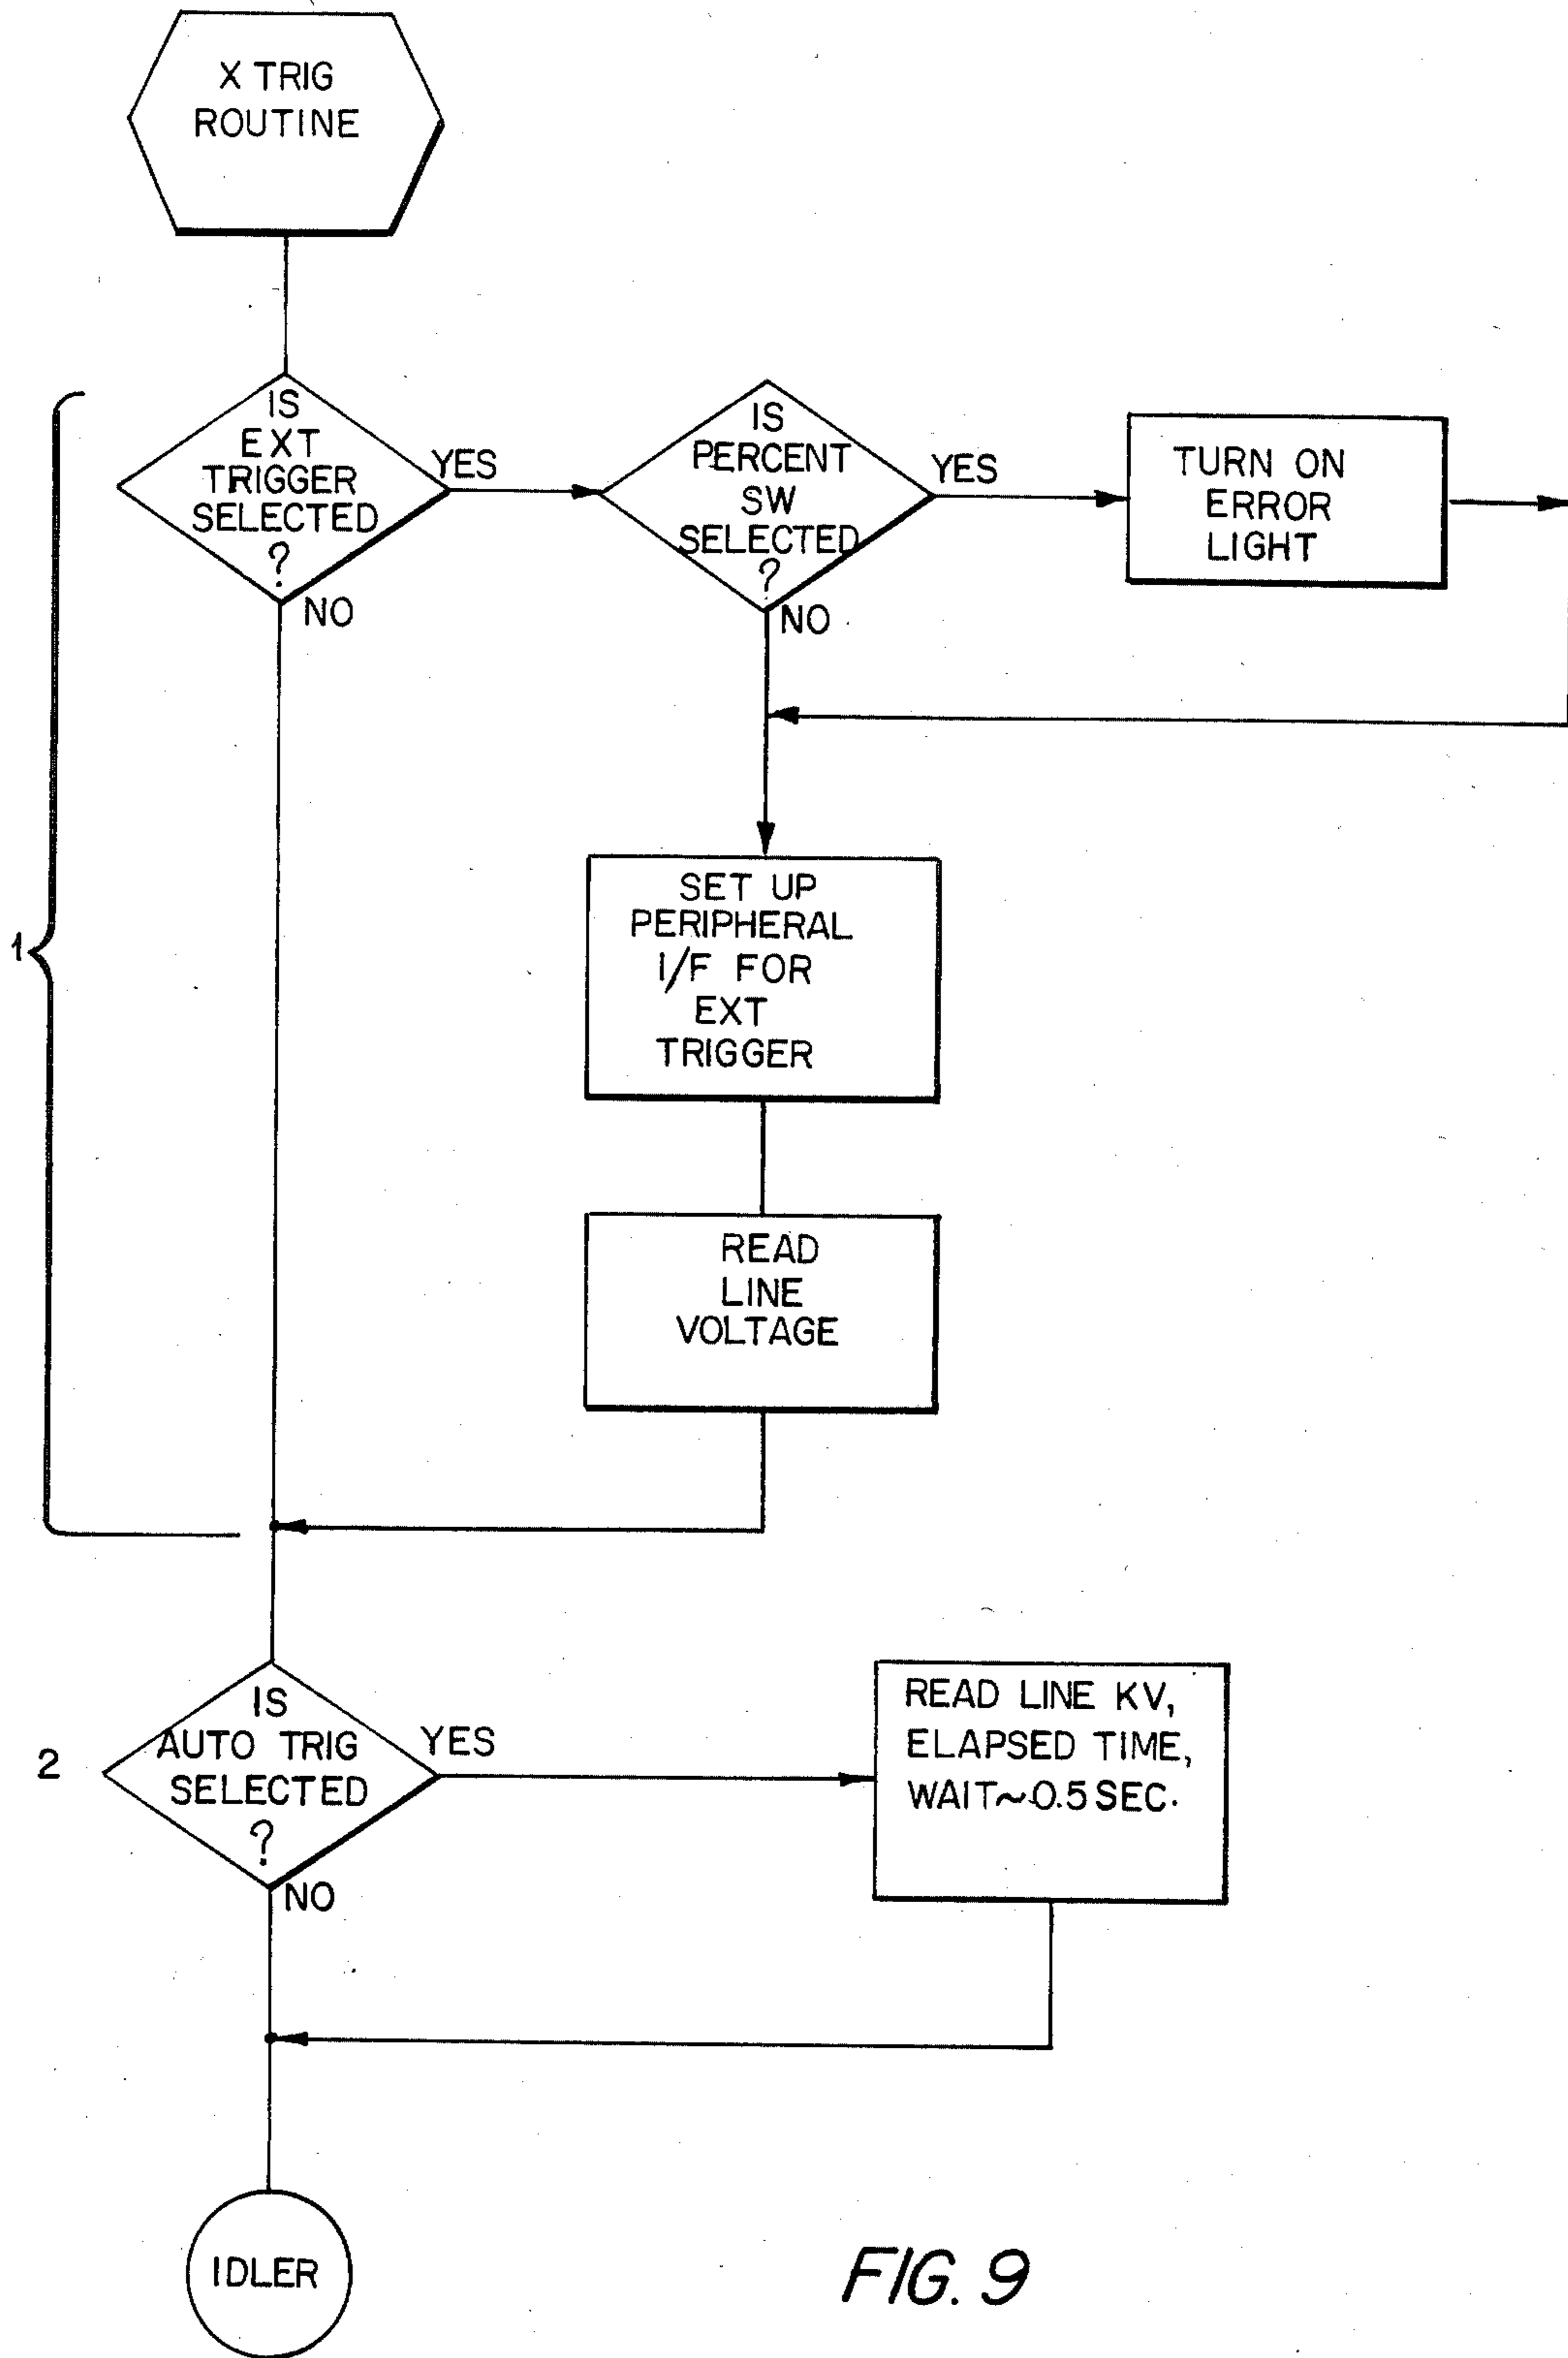 X TRIG
ROUTINE
IS
EXT
TRIGGER
SELECTED
?
YES
NO
IS
PERCENT
SW
SELECTED
?
YES
NO
TURN ON
ERROR
LIGHT
1
SET UP
PERIPHERAL
I/F FOR
EXT
TRIGGER
READ
LINE
VOLTAGE
2
IS
AUTO TRIG
SELECTED
?
YES
NO
READ LINE KV,
ELAPSED TIME,
WAIT~0.5 SEC.
IDLER
FIG. 9